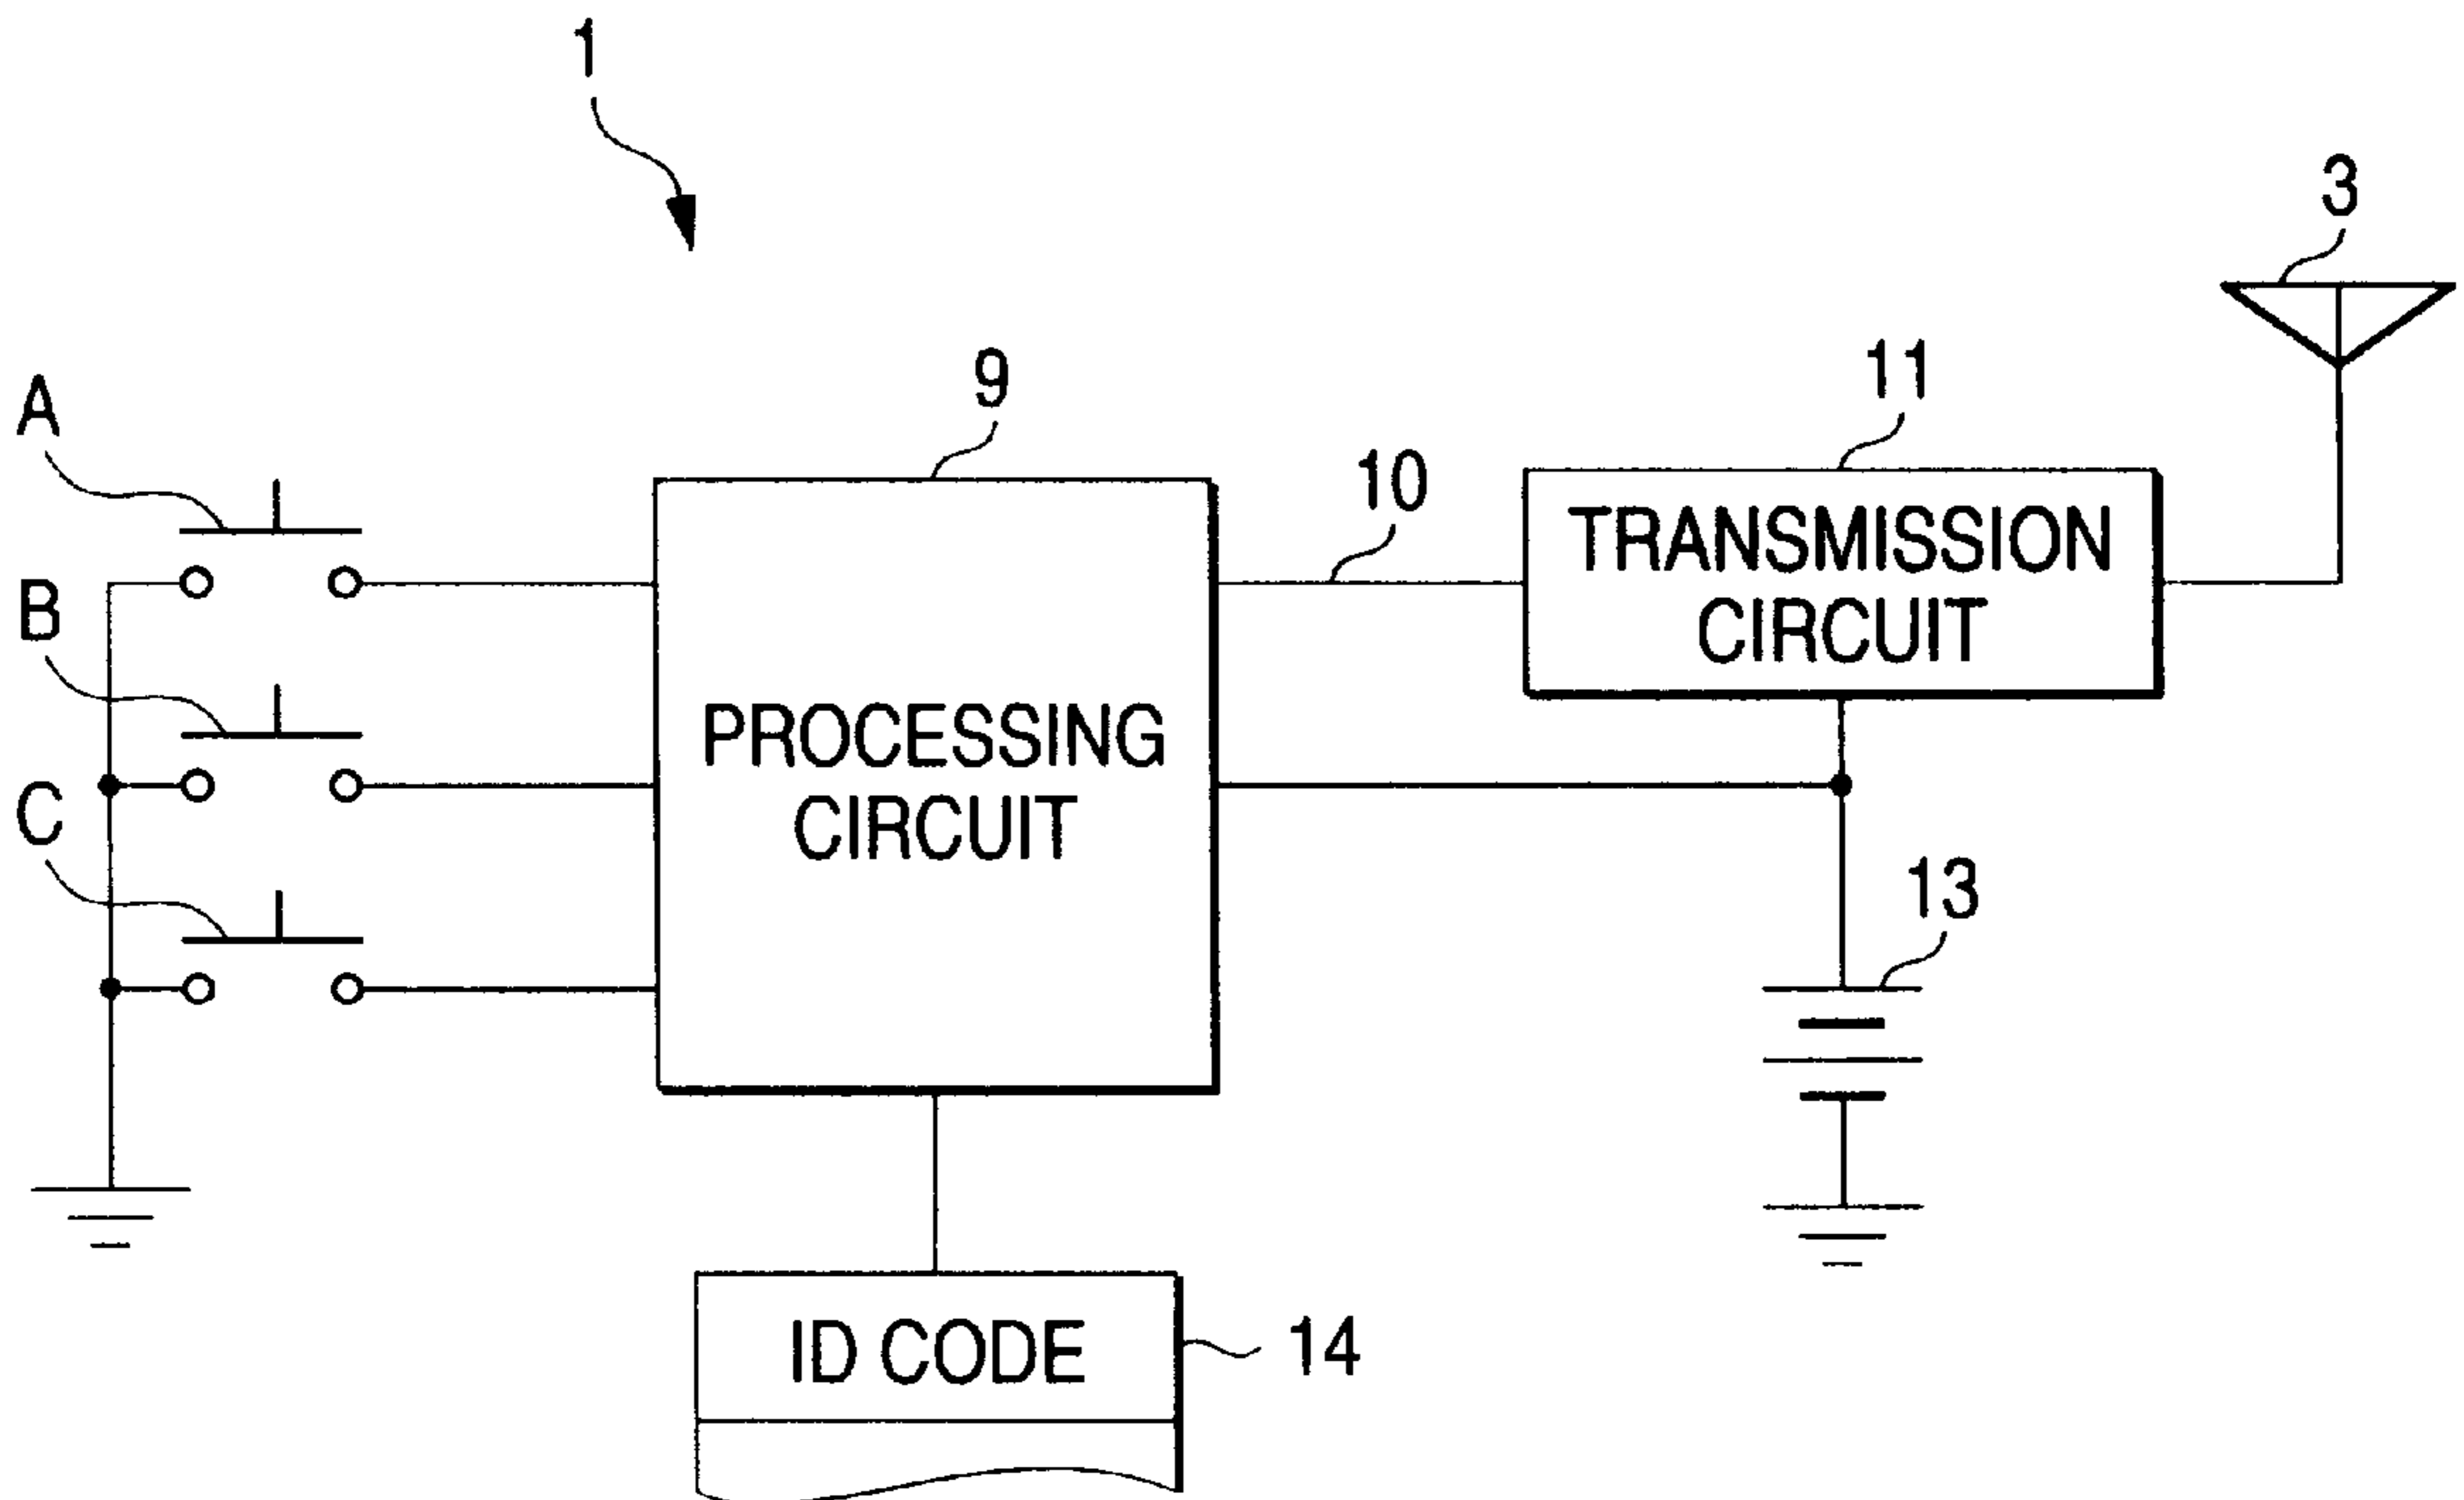 1
3
A
9
11
10
TRANSMISSION
CIRCUIT
B
PROCESSING
CIRCUIT
C
13
ID CODE
14